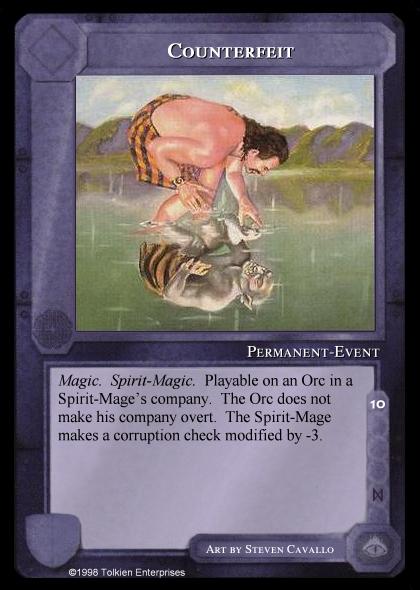 COUNTERFEIT
PERMANENT-EVENT
Magic. Spirit-Magic. Playable on an Orc in a
Spirit-Mage's company. The Orc does not
make his company overt. The Spirit-Mage
makes a corruption check modified by -3.
10
ART BY STEVEN CAVALLO
©1998 Tolkien Enterprises